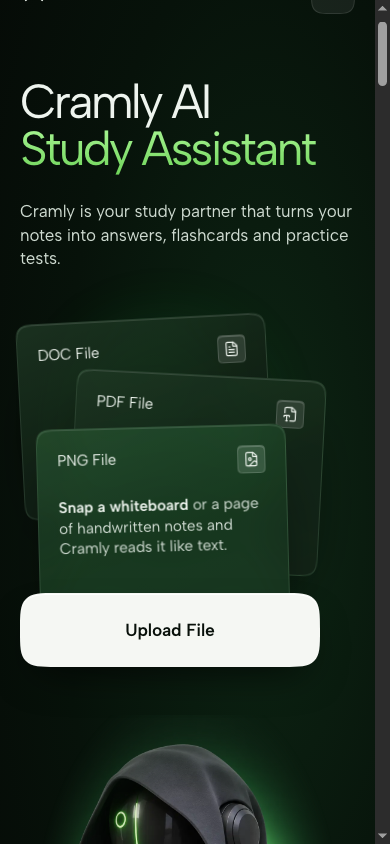 Cramly AI
Study Assistant
Cramly is your study partner that turns your
notes into answers, flashcards and practice
tests.
DOC File
PDF File
PNG File
Snap a whiteboard or a page
of handwritten notes and
Cramly reads it like text.
Upload File